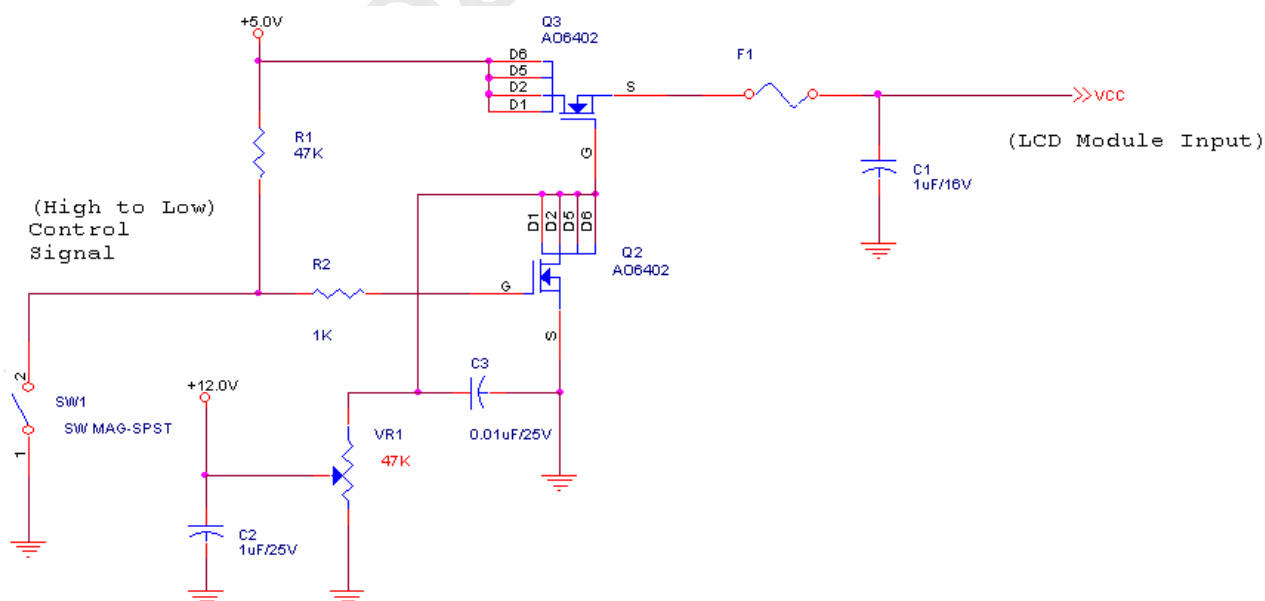 +5.0V
Q3
AO6402
D6
D5
D2
D1
S
G
F1
VCC
(LCD Module Input)
R1
47K
C1
1uF/16V
(High to Low)
Control
Signal
D1
D2
D5
D6
Q2
AO6402
R2
1K
G
S
2
SW1
SW MAG-SPST
1
+12.0V
C3
0.01uF/25V
VR1
47K
C2
1uF/25V